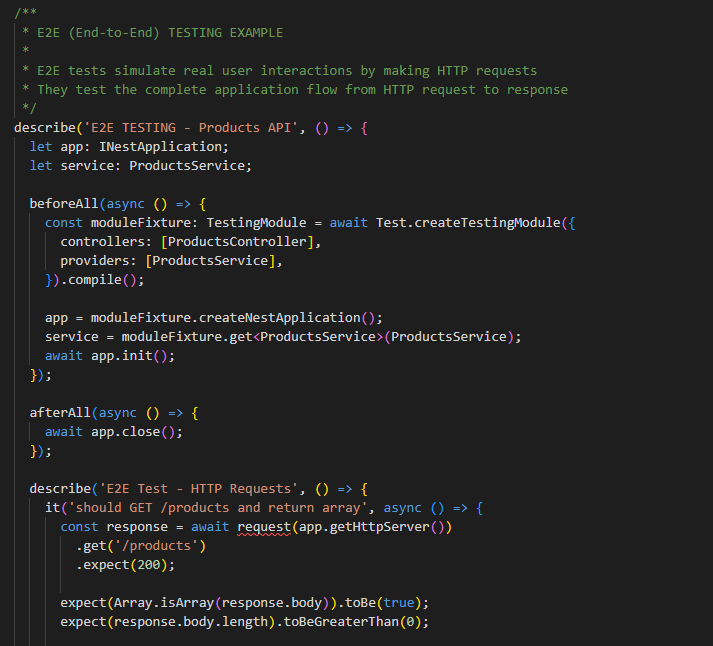 /**
 * E2E (End-to-End) TESTING EXAMPLE
 *
 * E2E tests simulate real user interactions by making HTTP requests
 * They test the complete application flow from HTTP request to response
 */
describe('E2E TESTING - Products API', () => {
  let app: INestApplication;
  let service: ProductsService;

  beforeAll(async () => {
    const moduleFixture: TestingModule = await Test.createTestingModule({
      controllers: [ProductsController],
      providers: [ProductsService],
    }).compile();

    app = moduleFixture.createNestApplication();
    service = moduleFixture.get<ProductsService>(ProductsService);
    await app.init();
  });

  afterAll(async () => {
    await app.close();
  });

  describe('E2E Test - HTTP Requests', () => {
    it('should GET /products and return array', async () => {
      const response = await request(app.getHttpServer())
        .get('/products')
        .expect(200);

      expect(Array.isArray(response.body)).toBe(true);
      expect(response.body.length).toBeGreaterThan(0);